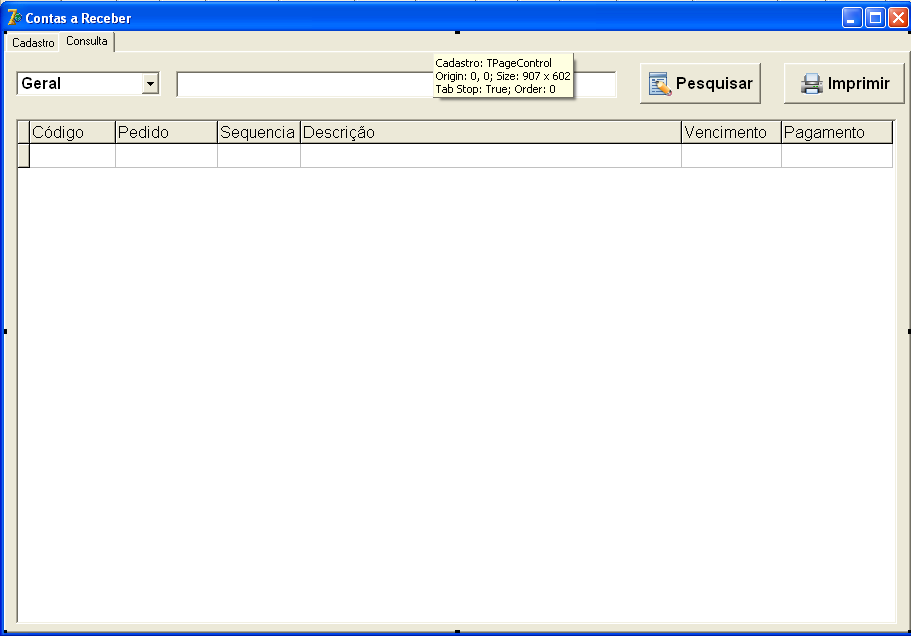 Contas a Receber
Cadastro Consulta
Geral
Cadastro: TPageControl
Origin: 0, 0; Size: 907 x 602
Tab Stop: True; Order: 0
Pesquisar
Imprimir
Código Pedido Sequencia Descrição Vencimento Pagamento